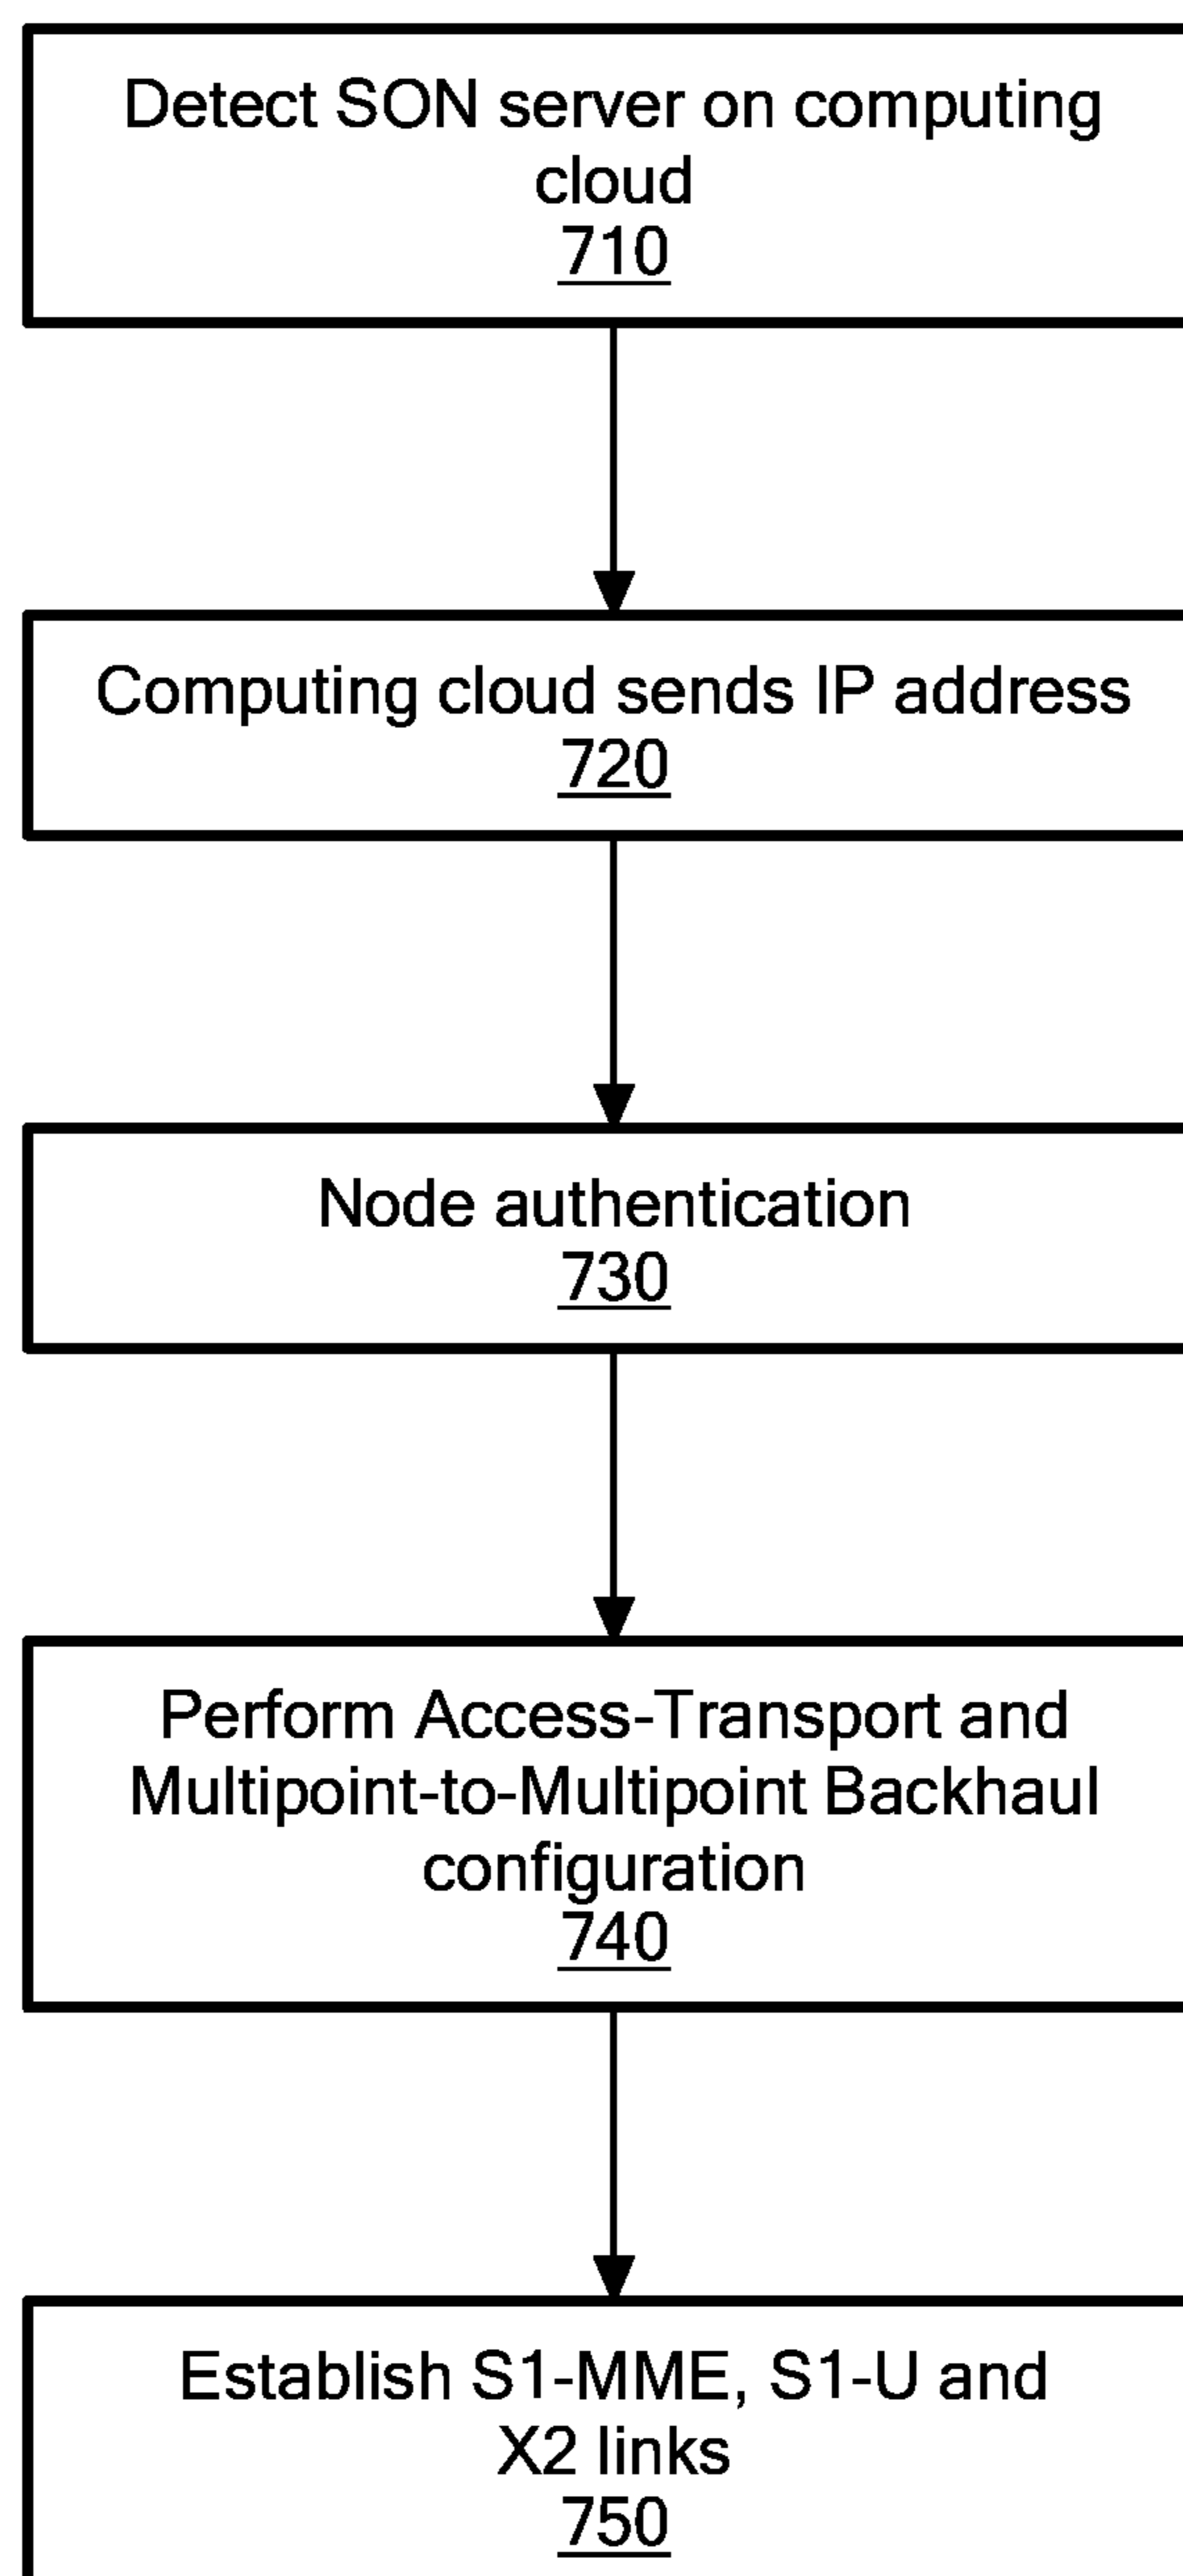 Detect SON server on computing
cloud
710
Computing cloud sends IP address
720
Node authentication
730
Perform Access-Transport and
Multipoint-to-Multipoint Backhaul
configuration
740
Establish S1-MME, S1-U and
X2 links
750